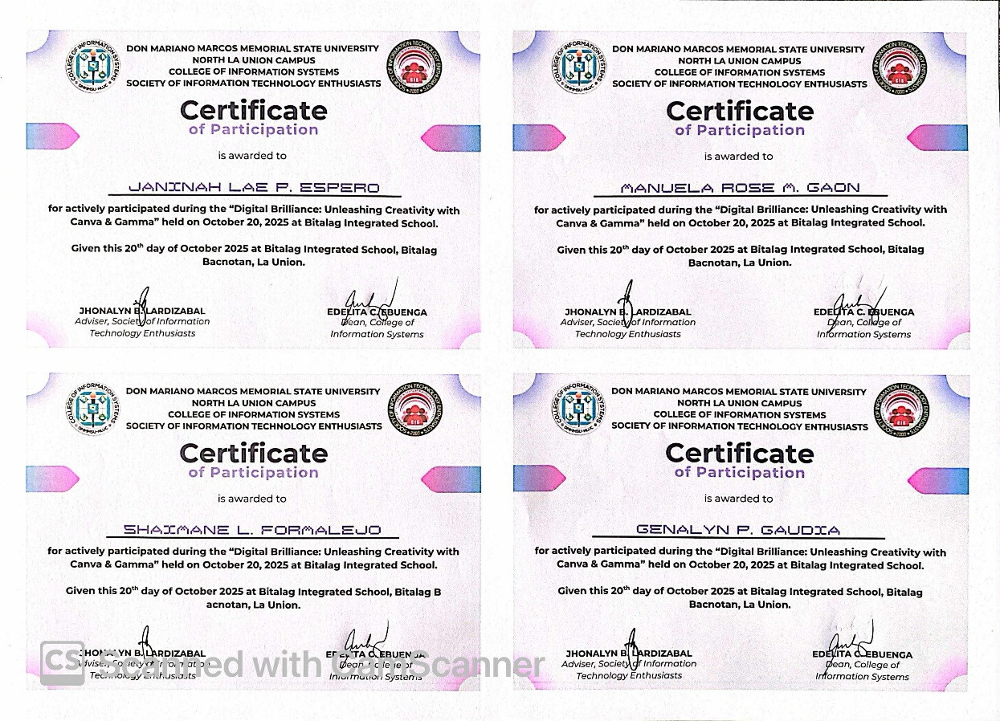 DON MARIANO MARCOS MEMORIAL STATE UNIVERSITY
NORTH LA UNION CAMPUS
COLLEGE OF INFORMATION SYSTEMS
SOCIETY OF INFORMATION TECHNOLOGY ENTHUSIASTS
Certificate
of Participation
is awarded to
JANINAH LAE P. ESPERO
for actively participated during the “Digital Brilliance: Unleashing Creativity with
Canva & Gamma” held on October 20, 2025 at Bitalag Integrated School.
Given this 20th day of October 2025 at Bitalag Integrated School, Bitalag
Bacnotan, La Union.
JHONALYN B. LARDIZABAL
Adviser, Society of Information
Technology Enthusiasts
EDELITA C. EBUENGA
Dean, College of
Information Systems
DON MARIANO MARCOS MEMORIAL STATE UNIVERSITY
NORTH LA UNION CAMPUS
COLLEGE OF INFORMATION SYSTEMS
SOCIETY OF INFORMATION TECHNOLOGY ENTHUSIASTS
Certificate
of Participation
is awarded to
MANUELA ROSE M. GAON
for actively participated during the “Digital Brilliance: Unleashing Creativity with
Canva & Gamma” held on October 20, 2025 at Bitalag Integrated School.
Given this 20th day of October 2025 at Bitalag Integrated School, Bitalag
Bacnotan, La Union.
JHONALYN B. LARDIZABAL
Adviser, Society of Information
Technology Enthusiasts
EDELITA C. EBUENGA
Dean, College of
Information Systems
DON MARIANO MARCOS MEMORIAL STATE UNIVERSITY
NORTH LA UNION CAMPUS
COLLEGE OF INFORMATION SYSTEMS
SOCIETY OF INFORMATION TECHNOLOGY ENTHUSIASTS
Certificate
of Participation
is awarded to
SHAIMANE L. FORMALEJO
for actively participated during the “Digital Brilliance: Unleashing Creativity with
Canva & Gamma” held on October 20, 2025 at Bitalag Integrated School.
Given this 20th day of October 2025 at Bitalag Integrated School, Bitalag B
acnotan, La Union.
JHONALYN B. LARDIZABAL
Adviser, Society of Information
Technology Enthusiasts
EDELITA C. EBUENGA
Dean, College of
Information Systems
DON MARIANO MARCOS MEMORIAL STATE UNIVERSITY
NORTH LA UNION CAMPUS
COLLEGE OF INFORMATION SYSTEMS
SOCIETY OF INFORMATION TECHNOLOGY ENTHUSIASTS
Certificate
of Participation
is awarded to
GENALYN P. GAUDIA
for actively participated during the “Digital Brilliance: Unleashing Creativity with
Canva & Gamma” held on October 20, 2025 at Bitalag Integrated School.
Given this 20th day of October 2025 at Bitalag Integrated School, Bitalag
Bacnotan, La Union.
JHONALYN B. LARDIZABAL
Adviser, Society of Information
Technology Enthusiasts
EDELITA C. EBUENGA
Dean, College of
Information Systems
CS Scanned with CamScanner